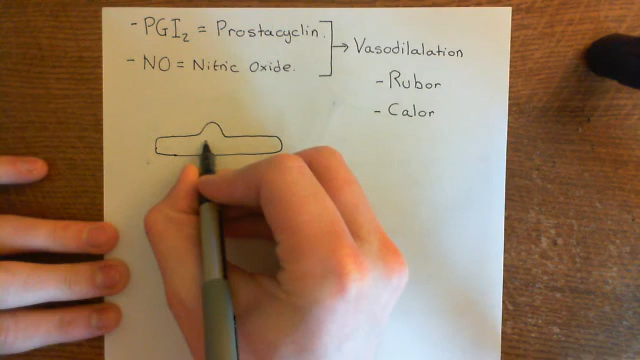 - PGI₂ = Prostacyclin.
- NO = Nitric Oxide.
→ Vasodilalation
- Rubor
- Calor